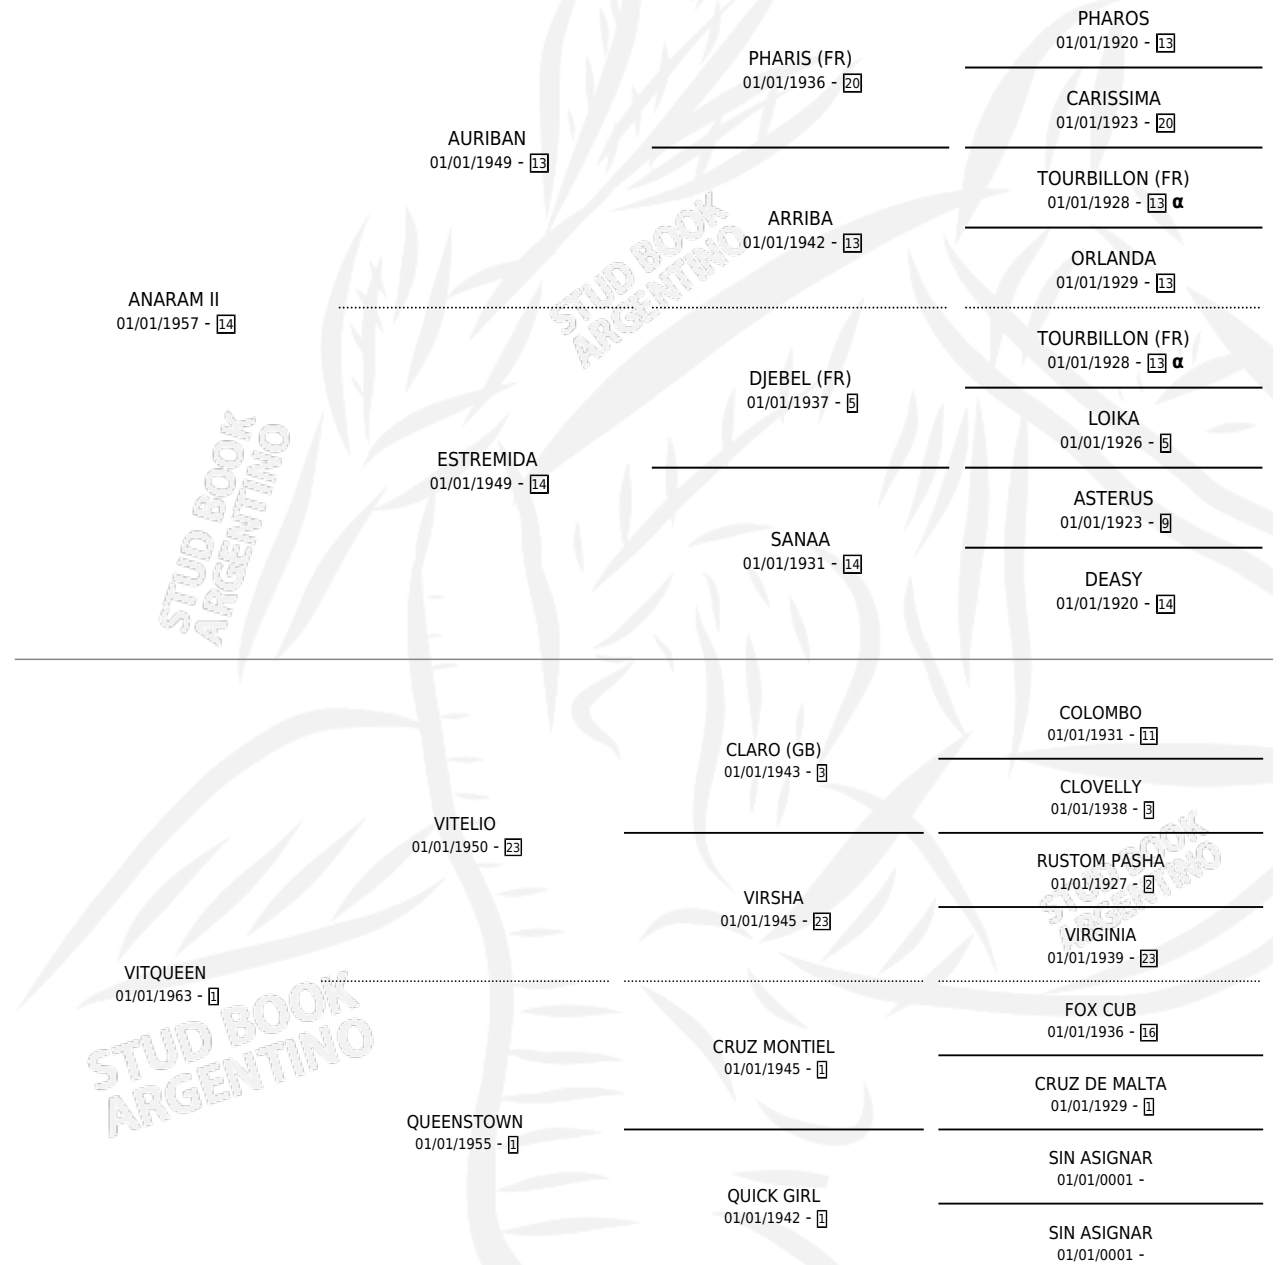 PHAROS
01/01/1920 - 13
PHARIS (FR)
01/01/1936 - 20
CARISSIMA
01/01/1923 - 20
AURIBAN
01/01/1949 - 13
TOURBILLON (FR)
01/01/1928 - 13 α
ARRIBA
01/01/1942 - 13
ORLANDA
01/01/1929 - 13
ANARAM II
01/01/1957 - 14
TOURBILLON (FR)
01/01/1928 - 13 α
DJEBEL (FR)
01/01/1937 - 5
LOIKA
01/01/1926 - 5
ESTREMIDA
01/01/1949 - 14
ASTERUS
01/01/1923 - 9
SANAA
01/01/1931 - 14
DEASY
01/01/1920 - 14
COLOMBO
01/01/1931 - 11
CLARO (GB)
01/01/1943 - 3
CLOVELLY
01/01/1938 - 3
VITELIO
01/01/1950 - 23
RUSTOM PASHA
01/01/1927 - 2
VIRSHA
01/01/1945 - 23
VIRGINIA
01/01/1939 - 23
VITQUEEN
01/01/1963 - 1
FOX CUB
01/01/1936 - 16
CRUZ MONTIEL
01/01/1945 - 1
CRUZ DE MALTA
01/01/1929 - 1
QUEENSTOWN
01/01/1955 - 1
SIN ASIGNAR
01/01/0001 -
QUICK GIRL
01/01/1942 - 1
SIN ASIGNAR
01/01/0001 -
STUD BOOK
ARGENTINO
STUD BOOK
ARGENTINO
STUD BOOK
ARGENTINO
STUD BOOK
ARGENTINO